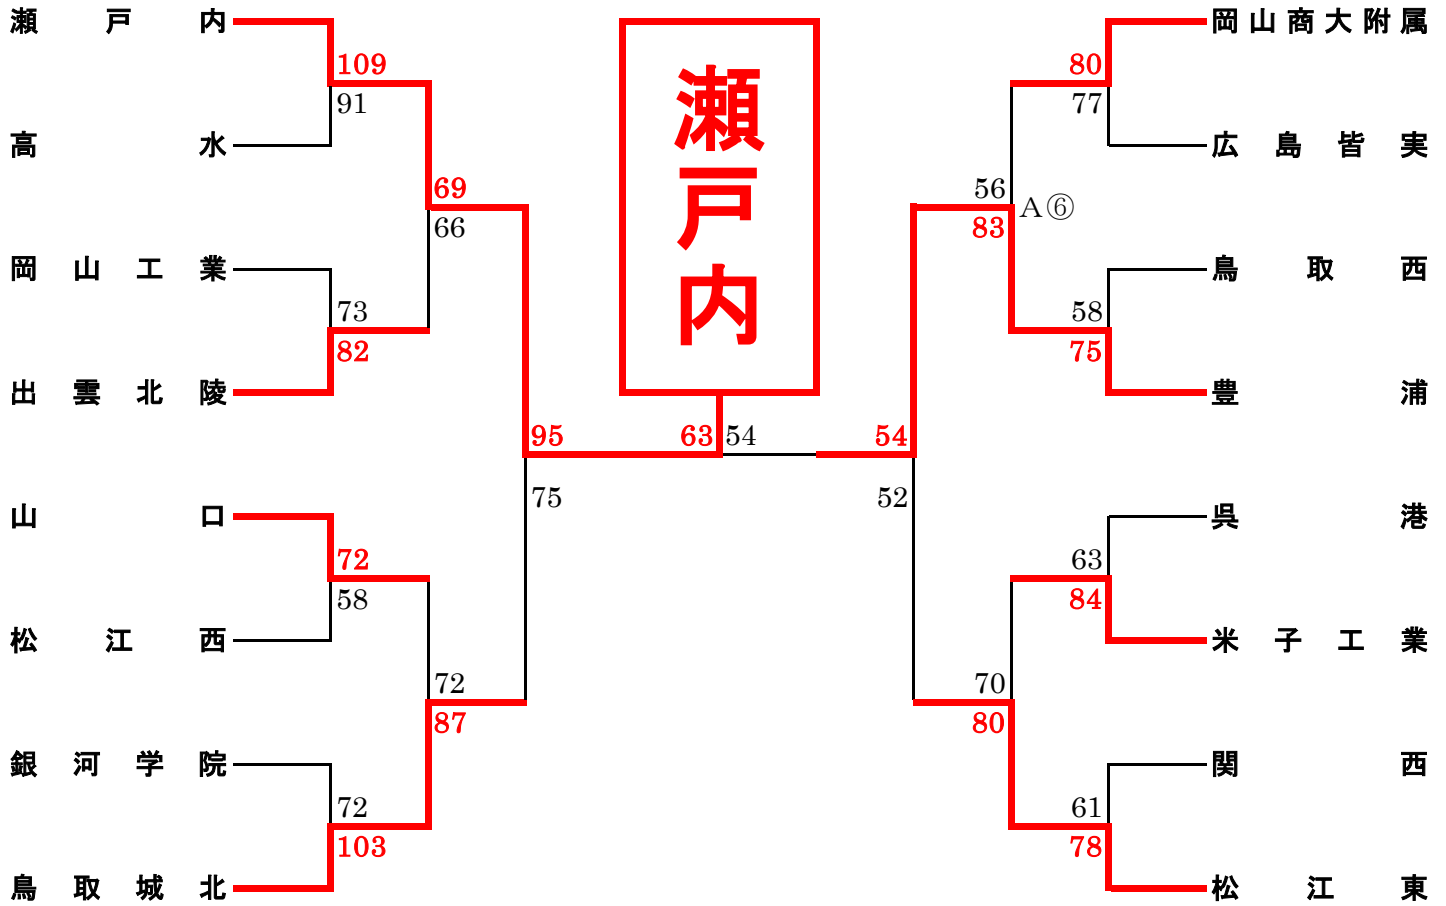 瀬戸内
109
91
高水
69
66
岡山工業
73
82
出雲北陵
95
75
山口
72
58
松江西
72
87
銀河学院
72
103
鳥取城北
瀬戸内
63 54
岡山商大附属
80
77
広島皆実
56
83
A⑥
鳥取西
58
75
豊浦
54
52
呉港
63
84
米子工業
70
80
関西
61
78
松江東